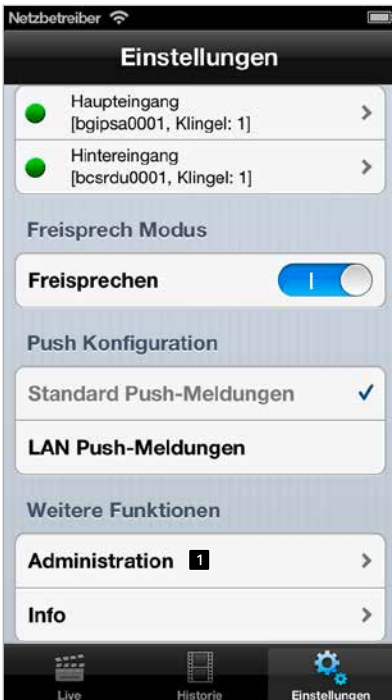 Netzbetreiber
Einstellungen
Haupteingang
[bgipsa0001, Klingel: 1]
Hintereingang
[bcsrdu0001, Klingel: 1]
Freisprech Modus
Freisprechen
Push Konfiguration
Standard Push-Meldungen
LAN Push-Meldungen
Weitere Funktionen
Administration 1
Info
Live Historie Einstellungen